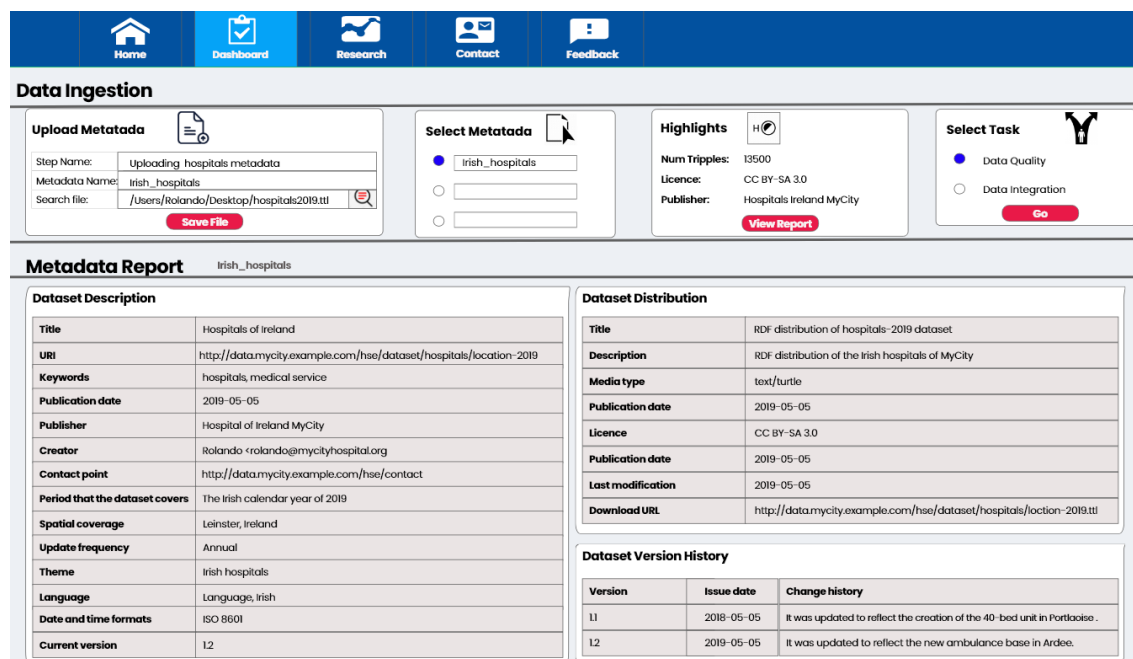 Home
Dashboard
Research
Contact
Feedback
Data Ingestion
Upload Metatada
Step Name: Uploading hospitals metadata
Metadata Name: Irish_hospitals
Search file: /Users/Rolando/Desktop/hospitals2019.ttl
Save File
Select Metatada
Irish_hospitals
Highlights
H
Num Tripples: 13500
Licence: CC BY-SA 3.0
Publisher: Hospitals Ireland MyCity
View Report
Select Task
Data Quality
Data Integration
Go
Metadata Report Irish_hospitals
Dataset Description
Title Hospitals of Ireland
URI http://data.mycity.example.com/hse/dataset/hospitals/location-2019
Keywords hospitals, medical service
Publication date 2019-05-05
Publisher Hospital of Ireland MyCity
Creator Rolando <rolando@mycityhospital.org
Contact point http://data.mycity.example.com/hse/contact
Period that the dataset covers The Irish calendar year of 2019
Spatial coverage Leinster, Ireland
Update frequency Annual
Theme Irish hospitals
Language Language, Irish
Date and time formats ISO 8601
Current version 1.2
Dataset Distribution
Title RDF distribution of hospitals-2019 dataset
Description RDF distribution of the Irish hospitals of MyCity
Media type text/turtle
Publication date 2019-05-05
Licence CC BY-SA 3.0
Publication date 2019-05-05
Last modification 2019-05-05
Download URL http://data.mycity.example.com/hse/dataset/hospitals/loction-2019.ttl
Dataset Version History
Version Issue date Change history
1.1 2018-05-05 It was updated to reflect the creation of the 40-bed unit in Portlaoise .
1.2 2019-05-05 It was updated to reflect the new ambulance base in Ardee.